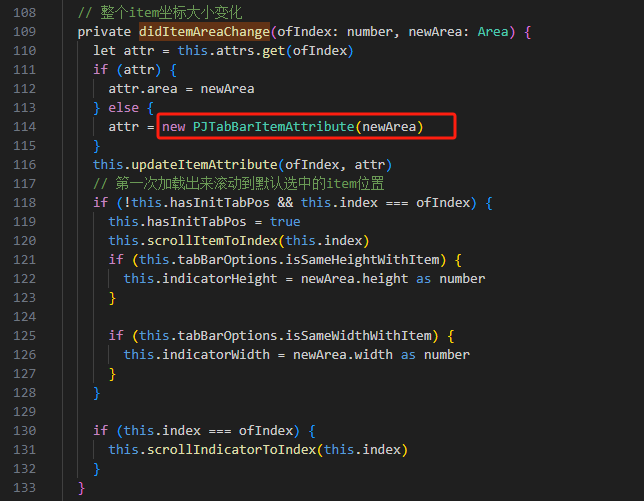 108 // 整个item坐标大小变化
109 private didItemAreaChange(ofIndex: number, newArea: Area) {
110 let attr = this.attrs.get(ofIndex)
111 if (attr) {
112 attr.area = newArea
113 } else {
114 attr = new PJTabBarItemAttribute(newArea)
115 }
116 this.updateItemAttribute(ofIndex, attr)
117 // 第一次加载出来滚动到默认选中的item位置
118 if (!this.hasInitTabPos && this.index === ofIndex) {
119 this.hasInitTabPos = true
120 this.scrollItemToIndex(this.index)
121 if (this.tabBarOptions.isSameHeightWithItem) {
122 this.indicatorHeight = newArea.height as number
123 }
124
125 if (this.tabBarOptions.isSameWidthWithItem) {
126 this.indicatorWidth = newArea.width as number
127 }
128 }
129
130 if (this.index === ofIndex) {
131 this.scrollIndicatorToIndex(this.index)
132 }
133 }